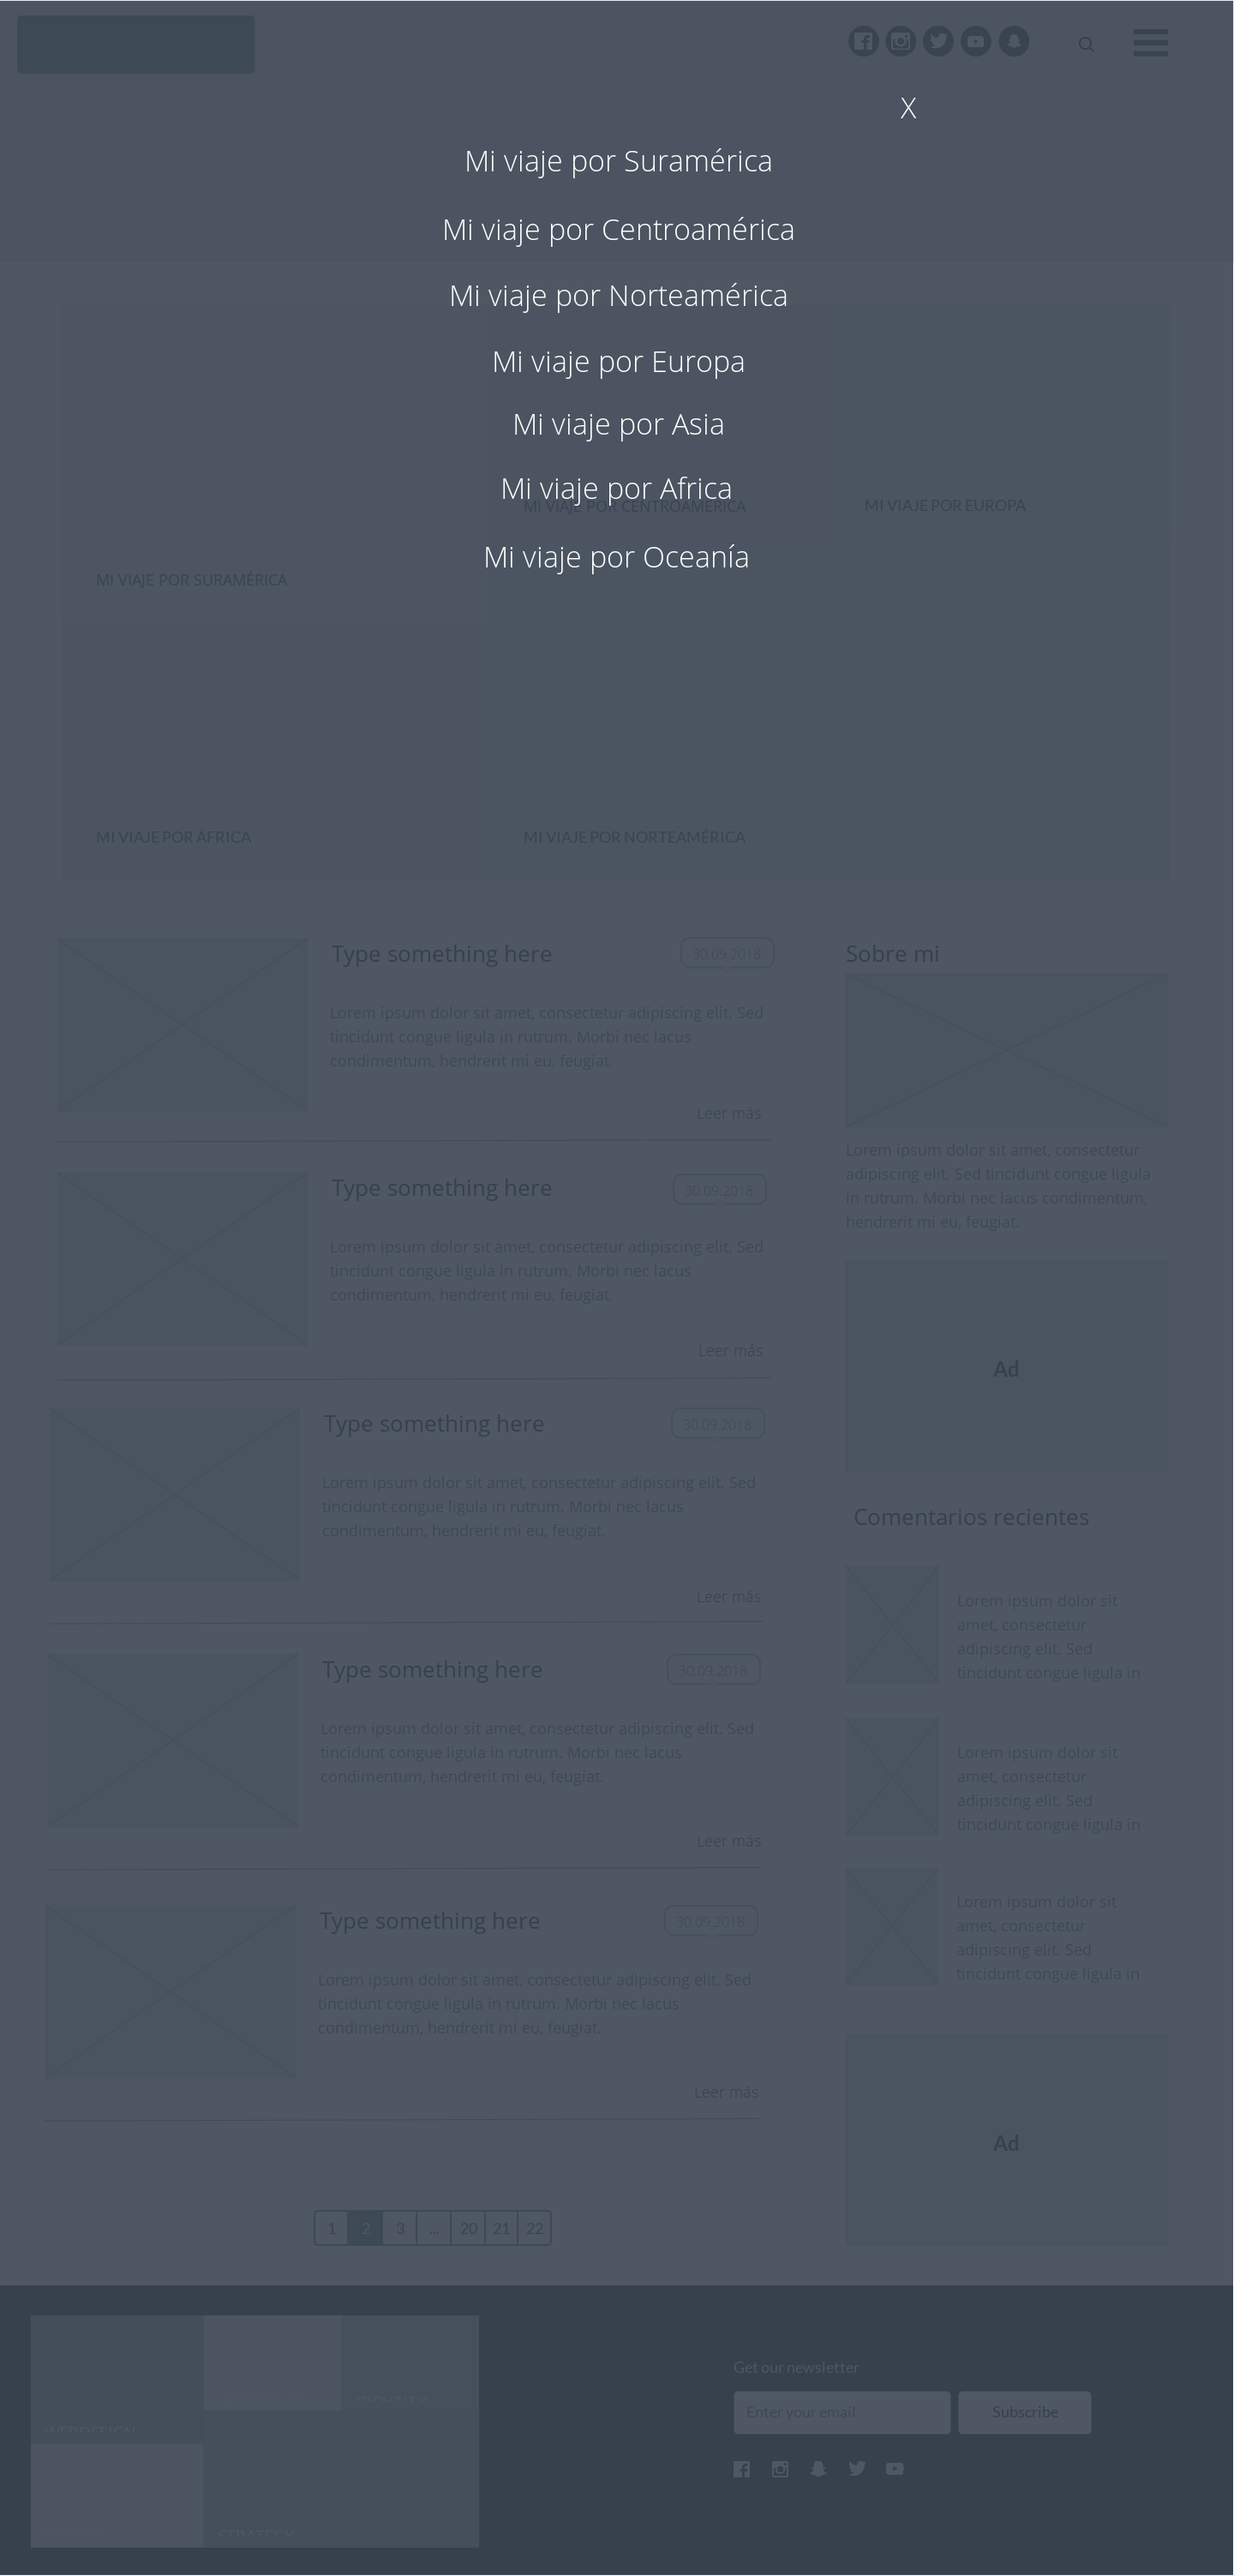 X
Mi viaje por Suramérica
Mi viaje por Centroamérica
Mi viaje por Norteamérica
Mi viaje por Europa
Mi viaje por Asia
Mi viaje por Africa
MI VIAJE POR CENTROAMÉRICA
MI VIAJE POR EUROPA
Mi viaje por Oceanía
MI VIAJE POR SURAMÉRICA
MI VIAJE POR ÁFRICA
MI VIAJE POR NORTEAMÉRICA
Type something here
30.09.2018
Lorem ipsum dolor sit amet, consectetur adipiscing elit. Sed
tincidunt congue ligula in rutrum. Morbi nec lacus
condimentum, hendrerit mi eu, feugiat.
Leer más
Type something here
30.09.2018
Lorem ipsum dolor sit amet, consectetur adipiscing elit. Sed
tincidunt congue ligula in rutrum. Morbi nec lacus
condimentum, hendrerit mi eu, feugiat.
Leer más
Type something here
30.09.2018
Lorem ipsum dolor sit amet, consectetur adipiscing elit. Sed
tincidunt congue ligula in rutrum. Morbi nec lacus
condimentum, hendrerit mi eu, feugiat.
Leer más
Type something here
30.09.2018
Lorem ipsum dolor sit amet, consectetur adipiscing elit. Sed
tincidunt congue ligula in rutrum. Morbi nec lacus
condimentum, hendrerit mi eu, feugiat.
Leer más
Type something here
30.09.2018
Lorem ipsum dolor sit amet, consectetur adipiscing elit. Sed
tincidunt congue ligula in rutrum. Morbi nec lacus
condimentum, hendrerit mi eu, feugiat.
Leer más
1 2 3 ... 20 21 22
Sobre mi
Lorem ipsum dolor sit amet, consectetur
adipiscing elit. Sed tincidunt congue ligula
in rutrum. Morbi nec lacus condimentum,
hendrerit mi eu, feugiat.
Ad
Comentarios recientes
Lorem ipsum dolor sit
amet, consectetur
adipiscing elit. Sed
tincidunt congue ligula in
Lorem ipsum dolor sit
amet, consectetur
adipiscing elit. Sed
tincidunt congue ligula in
Lorem ipsum dolor sit
amet, consectetur
adipiscing elit. Sed
tincidunt congue ligula in
Ad
IDENTITY
WEBDESIGN
STRATEGY
Get our newsletter
Enter your email
Subscribe